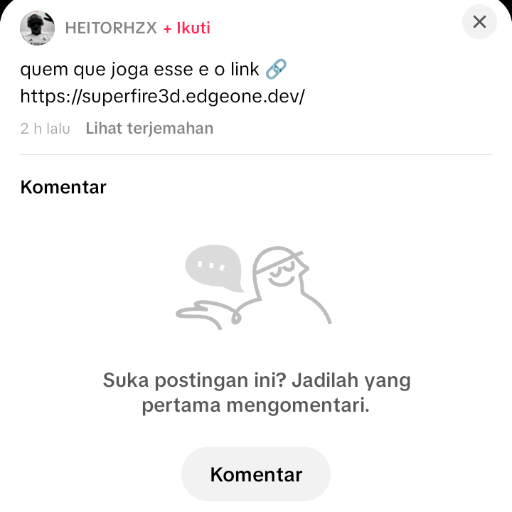 HEITORHZX + Ikuti
quem que joga esse e o link 🔗
https://superfire3d.edgeone.dev/
2 h lalu Lihat terjemahan
Komentar
Suka postingan ini? Jadilah yang
pertama mengomentari.
Komentar